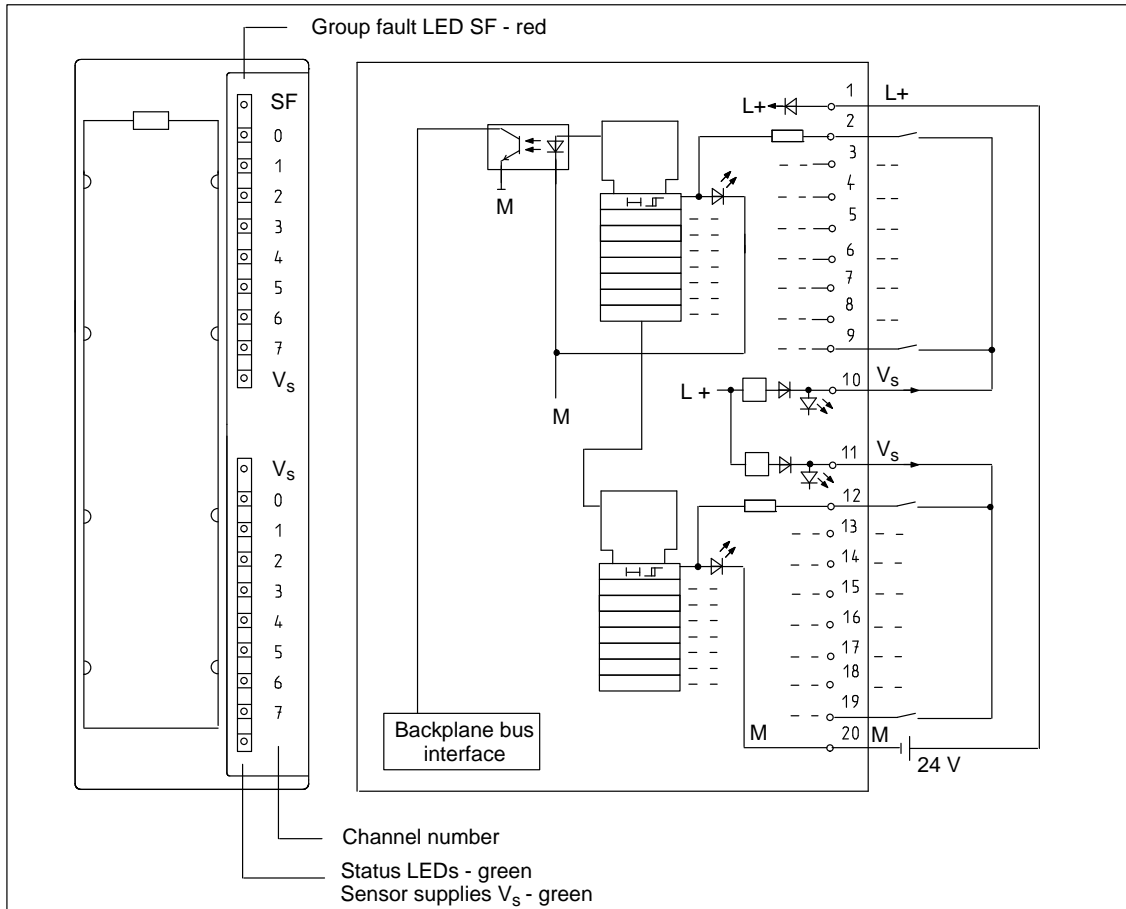 Group fault LED SF - red
SF
0
1
2
3
4
5
6
7
Vs
Vs
0
1
2
3
4
5
6
7
Channel number
Status LEDs - green
Sensor supplies Vs - green
M
M
Backplane bus
interface
L+
1
L+
2
3
4
5
6
7
8
9
L +
10
Vs
11
Vs
12
13
14
15
16
17
18
19
M
20
M
24 V